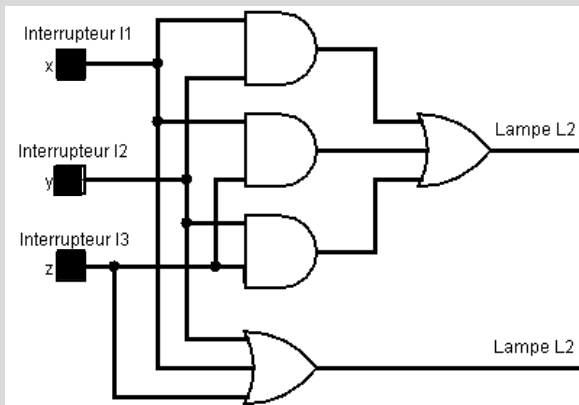 Interrupteur I1
x
Interrupteur I2
y
Interrupteur I3
z
Lampe L2
Lampe L2